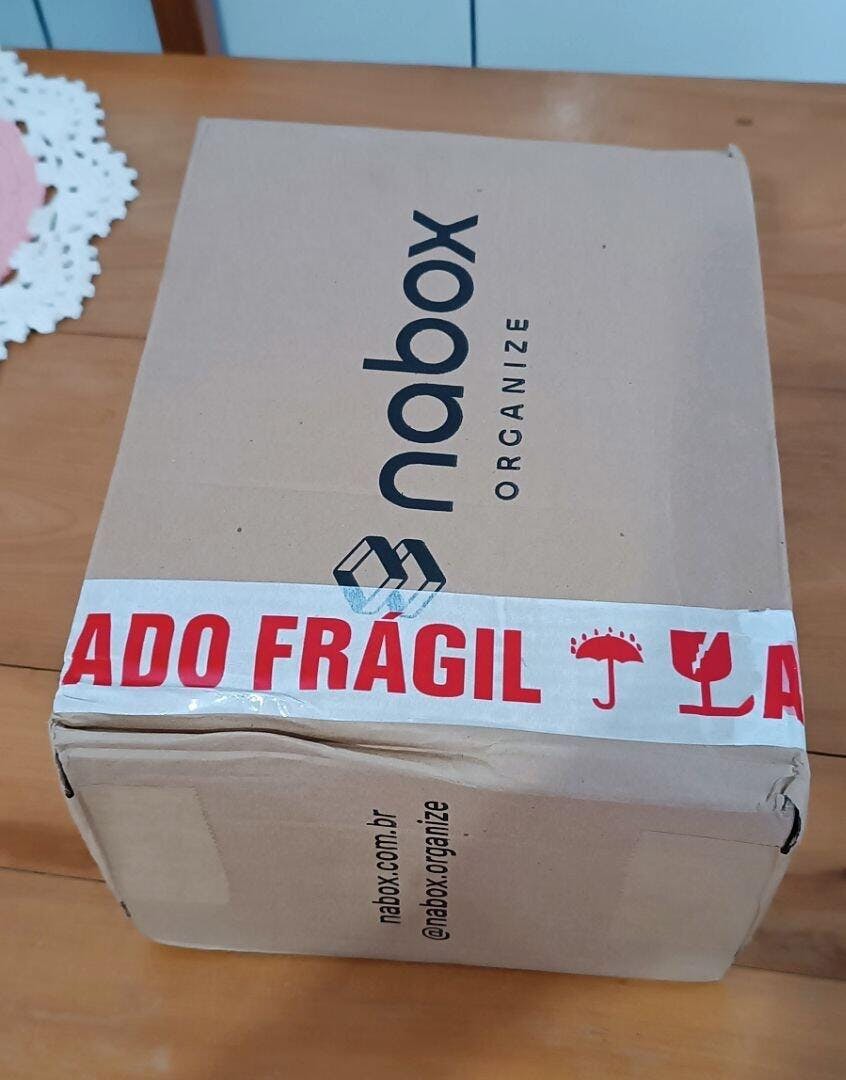 nabox
ORGANIZE
ADO FRÁGIL A
nabox.com.br
@nabox.organize